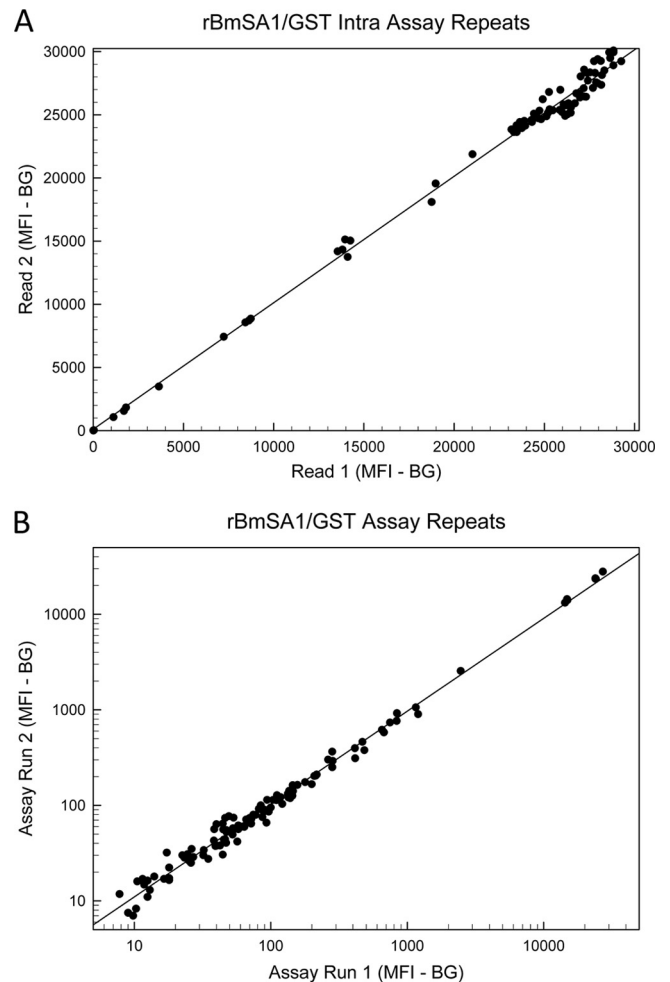 A
rBmSA1/GST Intra Assay Repeats
Read 2 (MFI - BG)
30000
25000
20000
15000
10000
5000
0
0 5000 10000 15000 20000 25000 30000
Read 1 (MFI - BG)
B
rBmSA1/GST Assay Repeats
Assay Run 2 (MFI - BG)
10000
1000
100
10
10 100 1000 10000
Assay Run 1 (MFI - BG)